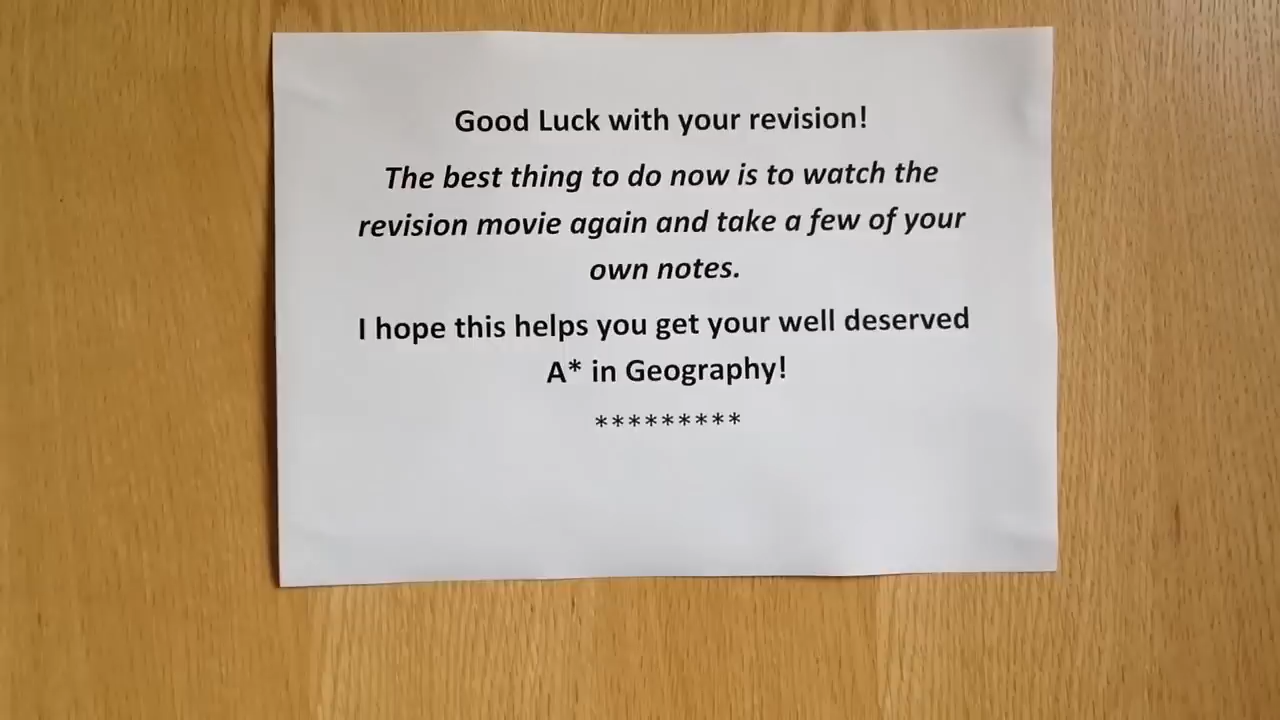 Good Luck with your revision!
The best thing to do now is to watch the
revision movie again and take a few of your
own notes.
I hope this helps you get your well deserved
A* in Geography!
*********